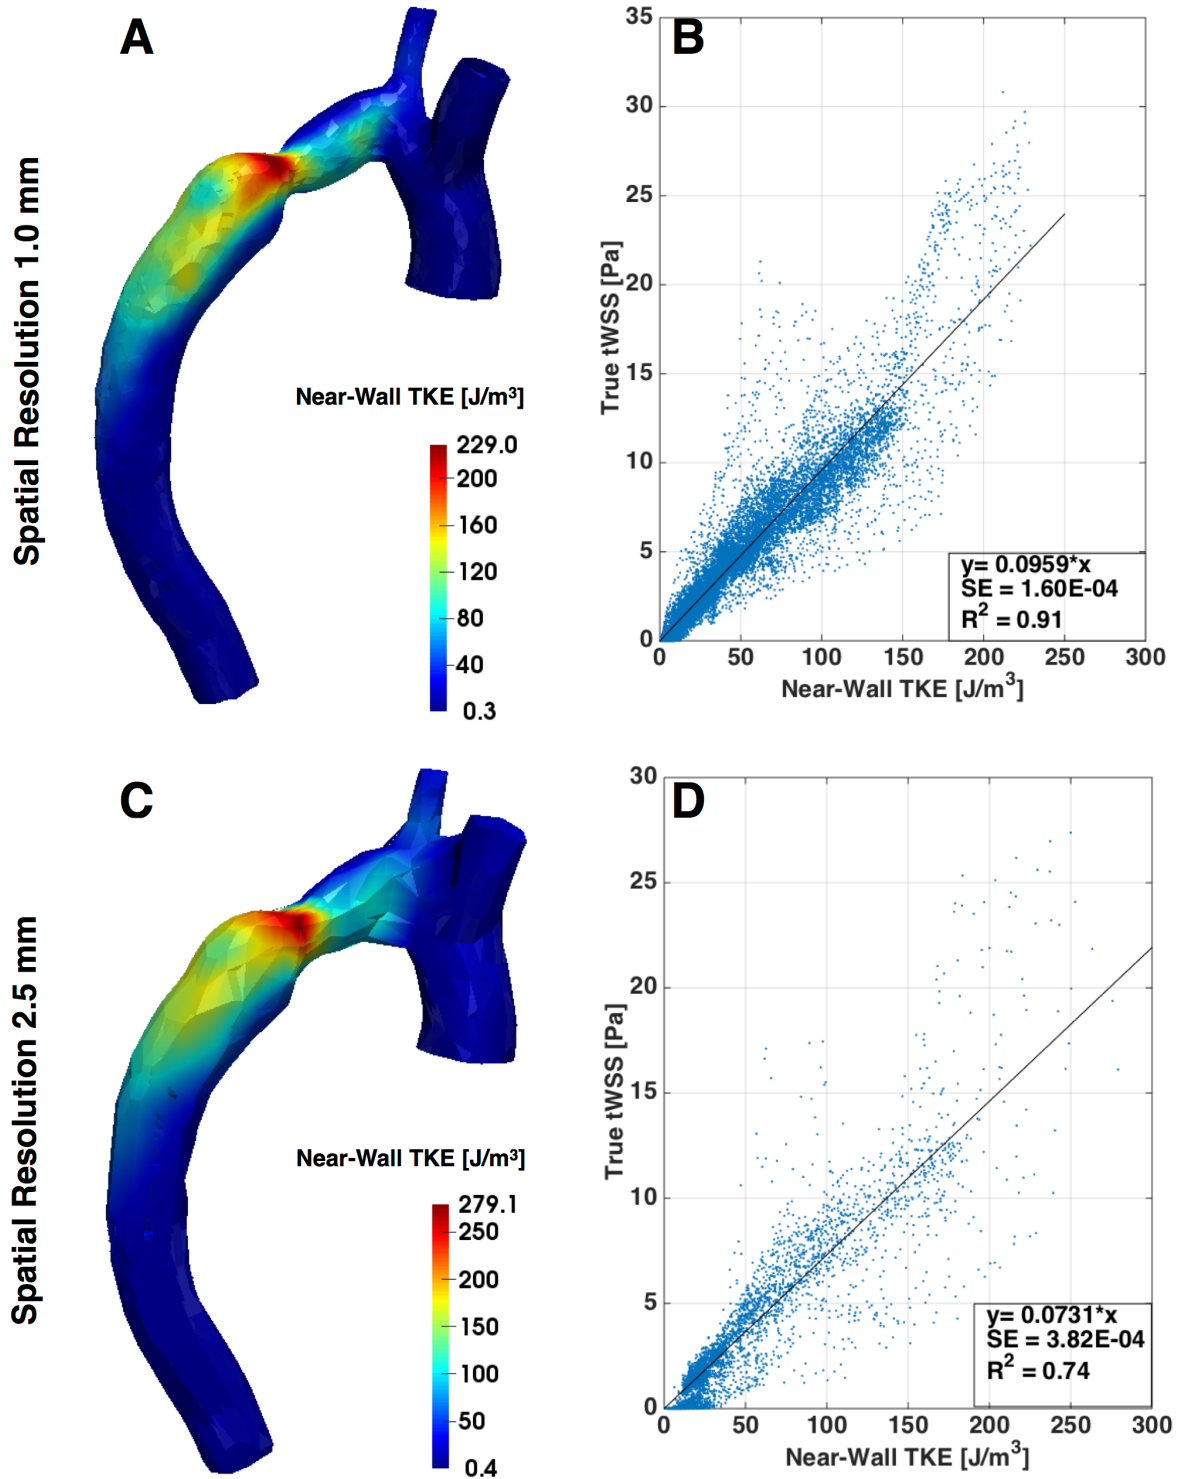 A
Spatial Resolution 1.0 mm
Near-Wall TKE [J/m³]
229.0
200
160
120
80
40
0.3
B
35
30
25
20
15
10
5
0
True tWSS [Pa]
y= 0.0959*x
SE = 1.60E-04
R² = 0.91
0 50 100 150 200 250 300
Near-Wall TKE [J/m³]
C
Spatial Resolution 2.5 mm
Near-Wall TKE [J/m³]
279.1
250
200
150
100
50
0.4
D
30
25
20
15
10
5
0
True tWSS [Pa]
y= 0.0731*x
SE = 3.82E-04
R² = 0.74
0 50 100 150 200 250 300
Near-Wall TKE [J/m³]